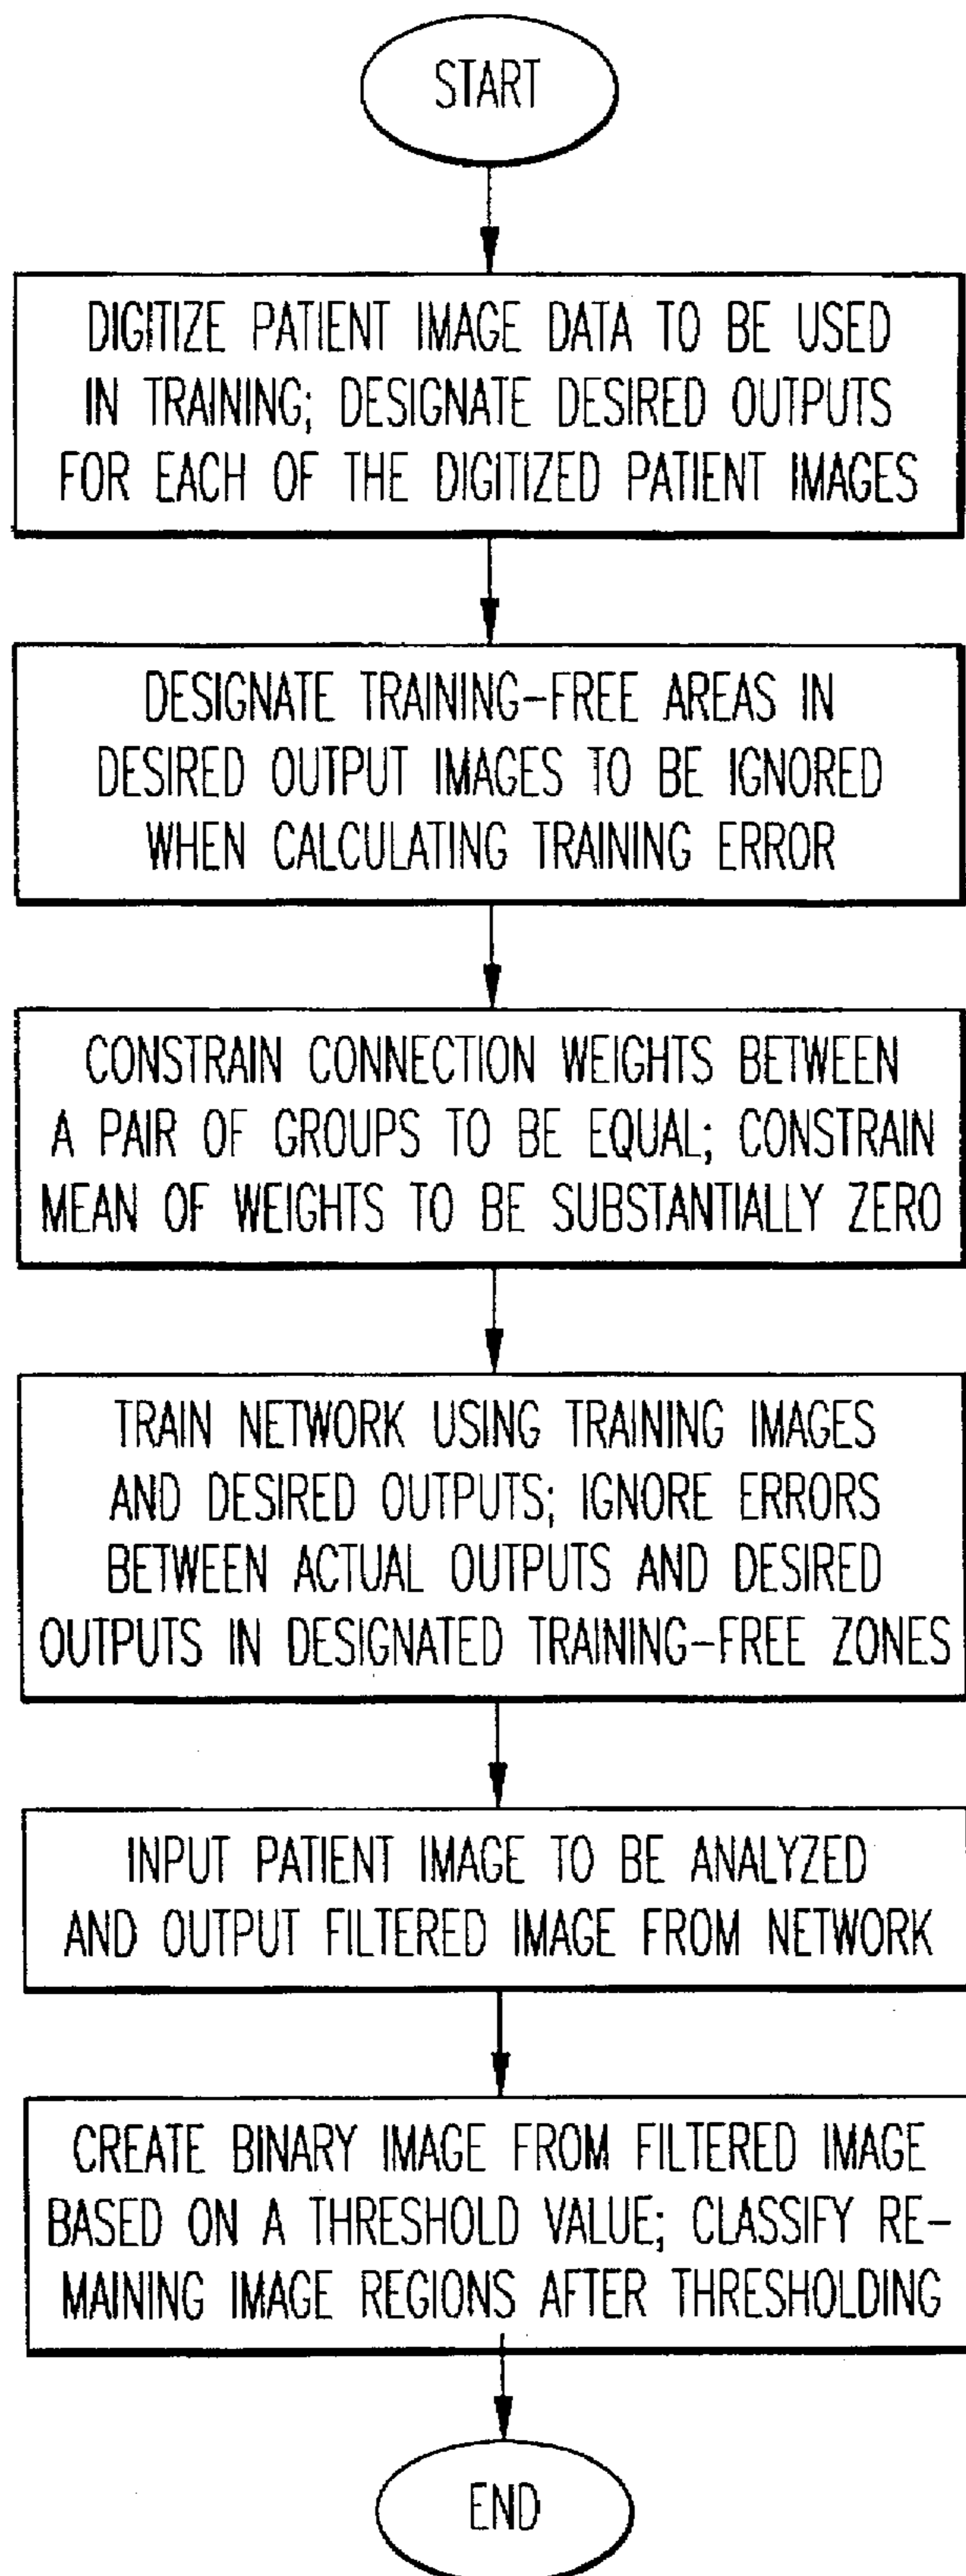 START
DIGITIZE PATIENT IMAGE DATA TO BE USED
IN TRAINING; DESIGNATE DESIRED OUTPUTS
FOR EACH OF THE DIGITIZED PATIENT IMAGES
DESIGNATE TRAINING-FREE AREAS IN
DESIRED OUTPUT IMAGES TO BE IGNORED
WHEN CALCULATING TRAINING ERROR
CONSTRAIN CONNECTION WEIGHTS BETWEEN
A PAIR OF GROUPS TO BE EQUAL; CONSTRAIN
MEAN OF WEIGHTS TO BE SUBSTANTIALLY ZERO
TRAIN NETWORK USING TRAINING IMAGES
AND DESIRED OUTPUTS; IGNORE ERRORS
BETWEEN ACTUAL OUTPUTS AND DESIRED
OUTPUTS IN DESIGNATED TRAINING-FREE ZONES
INPUT PATIENT IMAGE TO BE ANALYZED
AND OUTPUT FILTERED IMAGE FROM NETWORK
CREATE BINARY IMAGE FROM FILTERED IMAGE
BASED ON A THRESHOLD VALUE; CLASSIFY RE-
MAINING IMAGE REGIONS AFTER THRESHOLDING
END